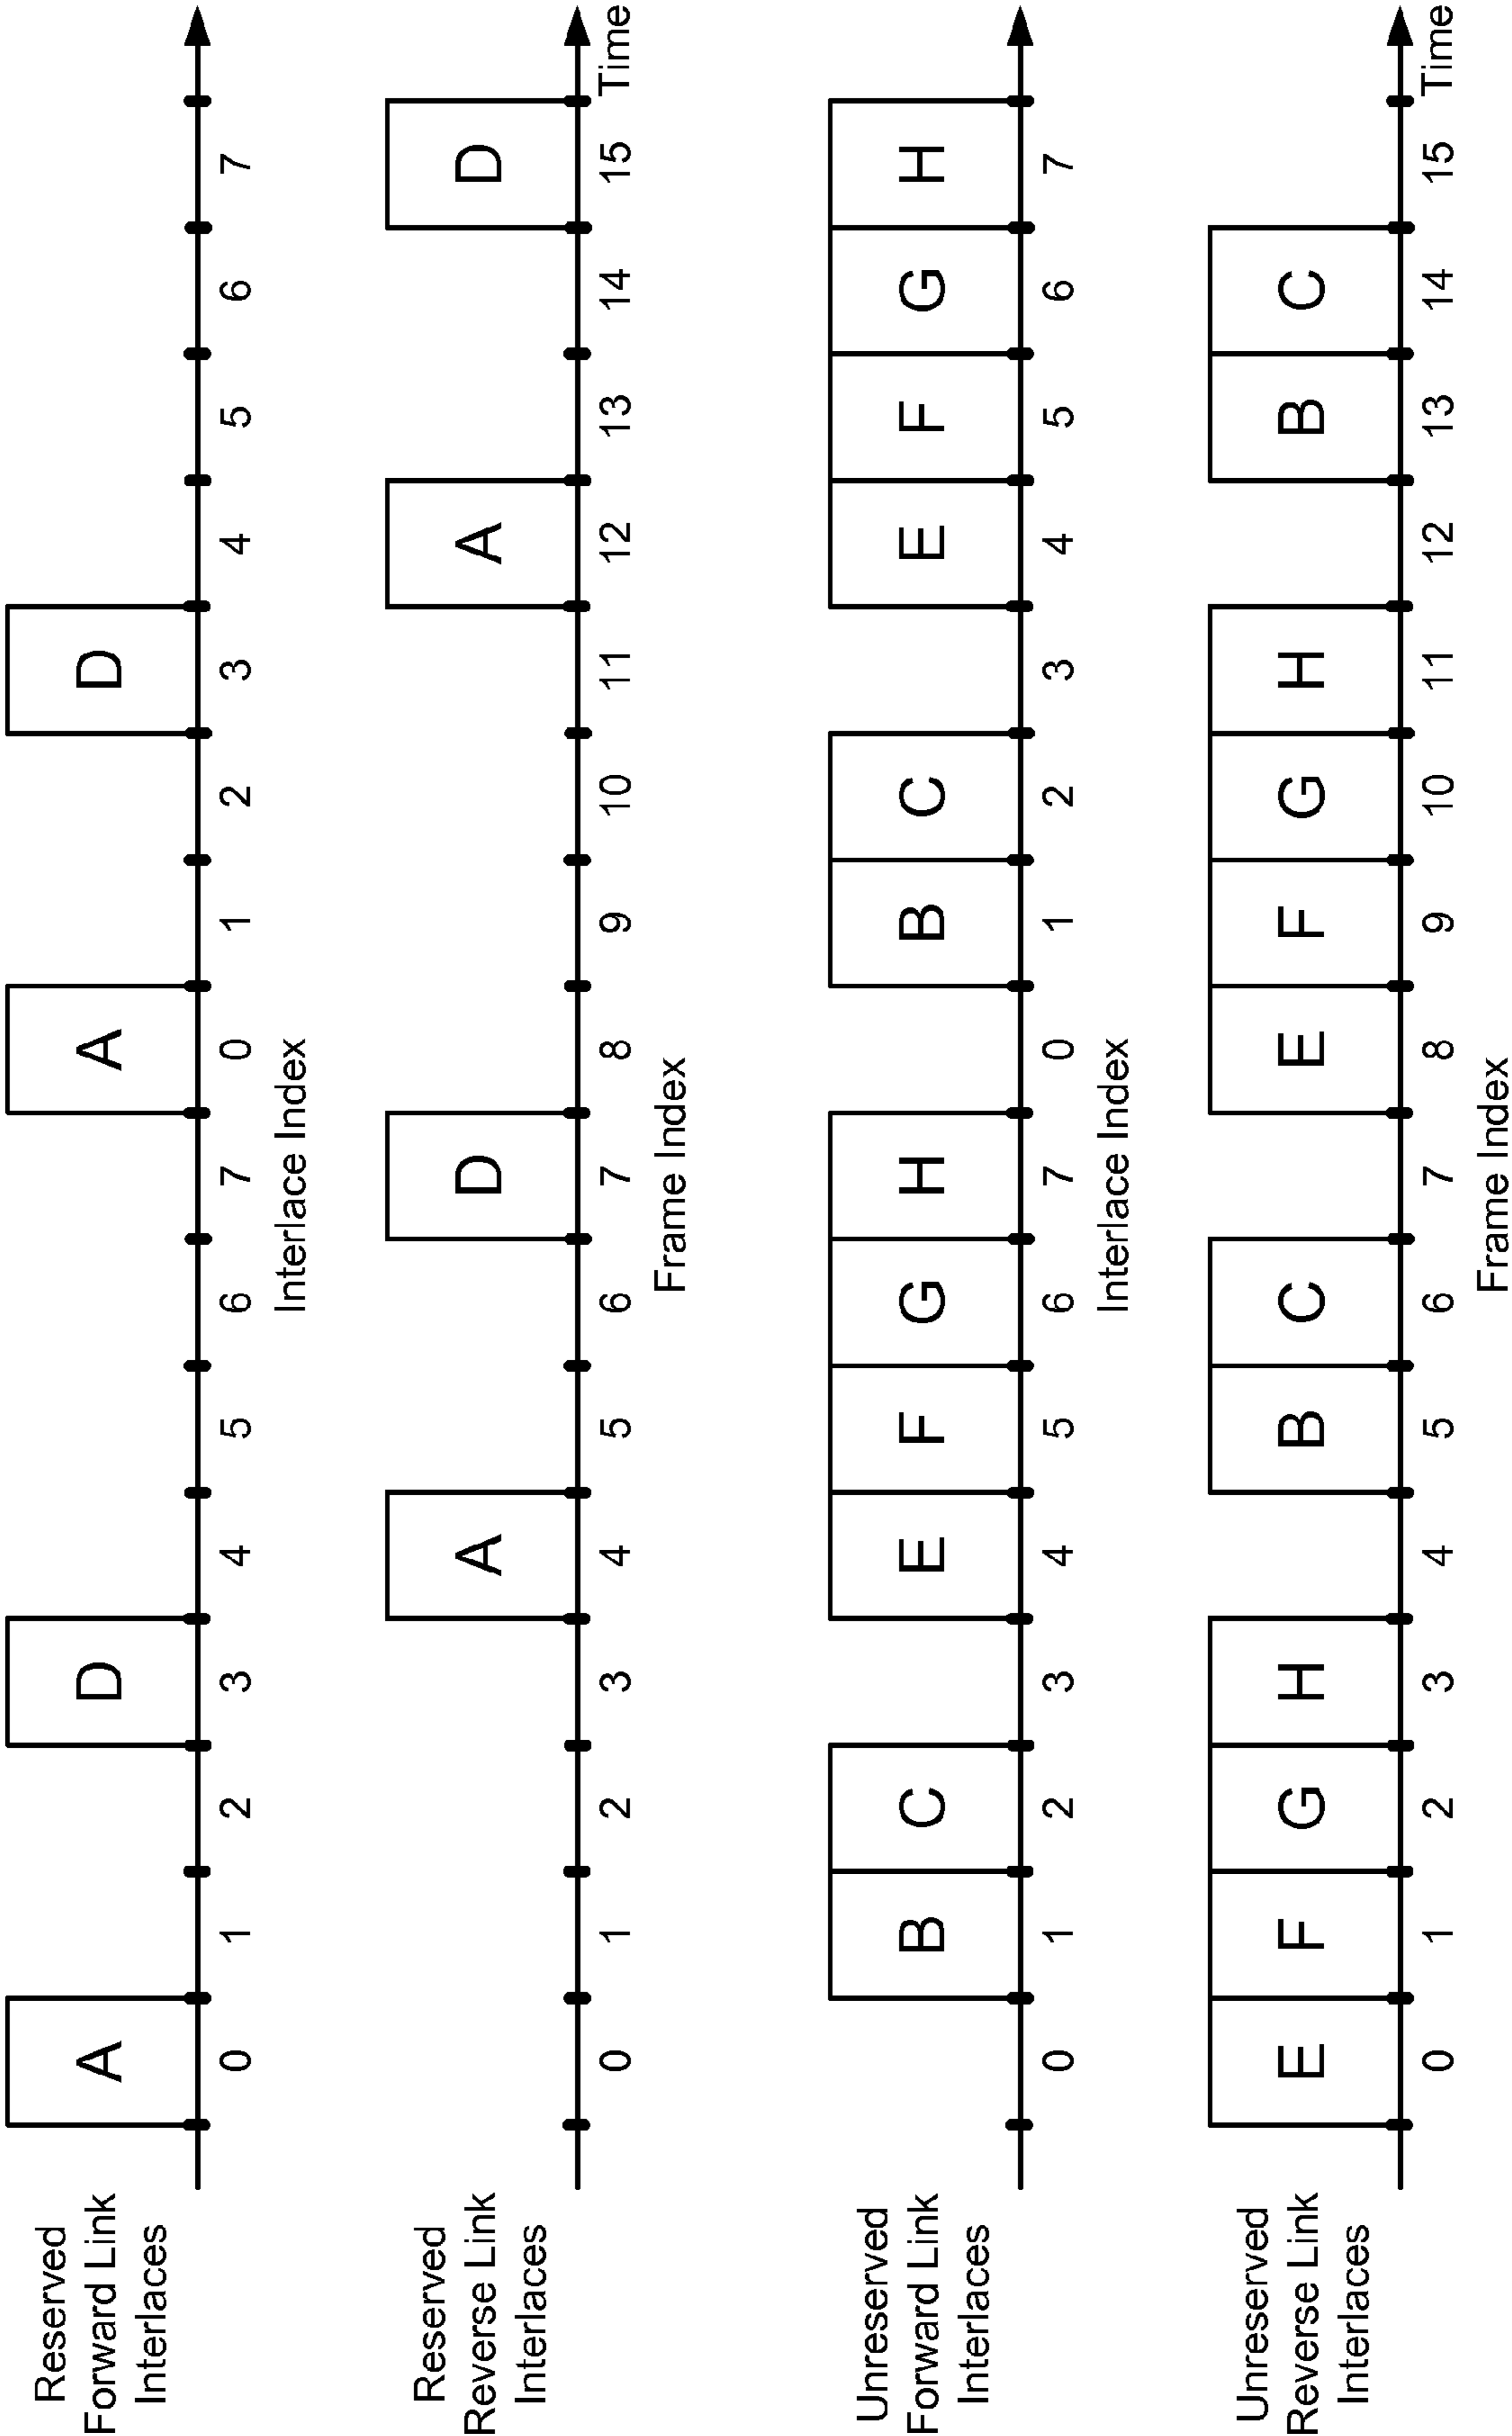 Reserved
Forward Link
Interlaces
A
D
A
D
0 1 2 3 4 5 6 7 0 1 2 3 4 5 6 7
Interlace Index
Reserved
Reverse Link
Interlaces
A
D
A
D
0 1 2 3 4 5 6 7 8 9 10 11 12 13 14 15 Time
Frame Index
Unreserved
Forward Link
Interlaces
B C E F G H B C E F G H
0 1 2 3 4 5 6 7 0 1 2 3 4 5 6 7
Interlace Index
Unreserved
Reverse Link
Interlaces
E F G H B C E F G H B C
0 1 2 3 4 5 6 7 8 9 10 11 12 13 14 15 Time
Frame Index